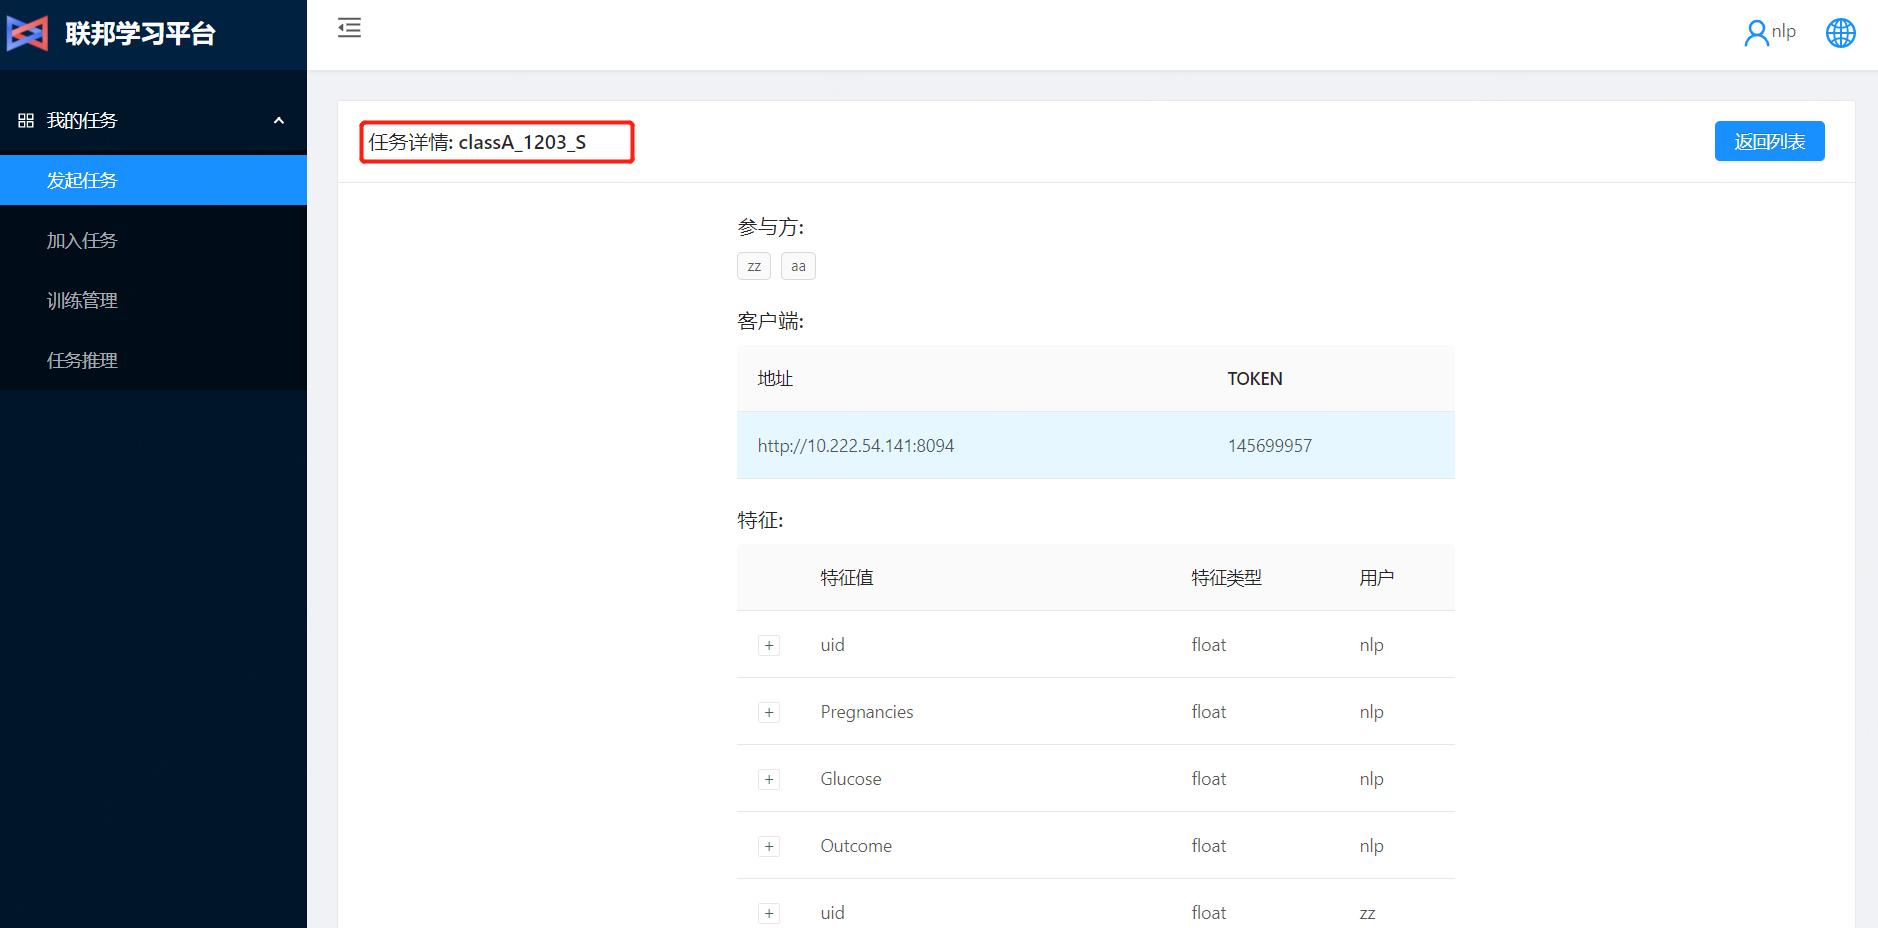 联邦学习平台
nlp
我的任务
发起任务
加入任务
训练管理
任务推理
任务详情: classA_1203_S
返回列表
参与方:
zz aa
客户端:
地址 TOKEN
http://10.222.54.141:8094 145699957
特征:
特征值 特征类型 用户
+ uid float nlp
+ Pregnancies float nlp
+ Glucose float nlp
+ Outcome float nlp
+ uid float zz